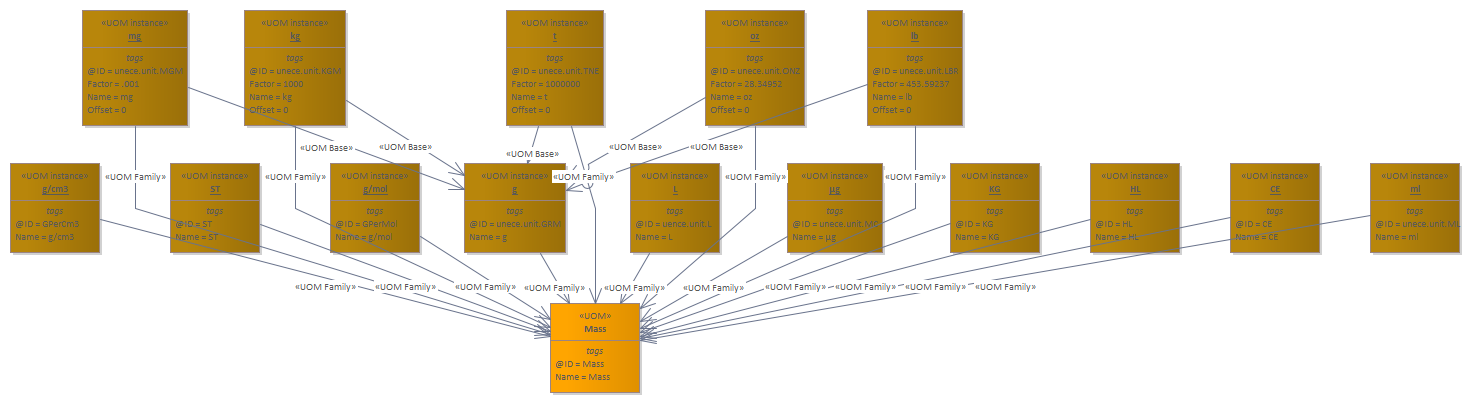 «UOM instance»
mg
tags
@ID = unece.unit.MGM
Factor = .001
Name = mg
Offset = 0
«UOM instance»
kg
tags
@ID = unece.unit.KGM
Factor = 1000
Name = kg
Offset = 0
«UOM instance»
t
tags
@ID = unece.unit.TNE
Factor = 1000000
Name = t
Offset = 0
«UOM instance»
oz
tags
@ID = unece.unit.ONZ
Factor = 28.34952
Name = oz
Offset = 0
«UOM instance»
lb
tags
@ID = unece.unit.LBR
Factor = 453.59237
Name = lb
Offset = 0
«UOM Base»
«UOM Base»
«UOM Base»
«UOM Base»
«UOM Base»
«UOM Family»
«UOM Family»
«UOM Family»
«UOM Family»
«UOM Family»
«UOM instance»
g/cm3
tags
@ID = GPerCm3
Name = g/cm3
«UOM instance»
ST
tags
@ID = ST
Name = ST
«UOM instance»
g/mol
tags
@ID = GPerMol
Name = g/mol
«UOM instance»
g
tags
@ID = unece.unit.GRM
Name = g
«UOM instance»
L
tags
@ID = uence.unit.L
Name = L
«UOM instance»
µg
tags
@ID = unece.unit.MC
Name = µg
«UOM instance»
KG
tags
@ID = KG
Name = KG
«UOM instance»
HL
tags
@ID = HL
Name = HL
«UOM instance»
CE
tags
@ID = CE
Name = CE
«UOM instance»
ml
tags
@ID = unece.unit.ML
Name = ml
«UOM Family»
«UOM Family»
«UOM Family»
«UOM Family»
«UOM Family»
«UOM Family»
«UOM Family»
«UOM Family»
«UOM Family»
«UOM Family»
«UOM»
Mass
tags
@ID = Mass
Name = Mass